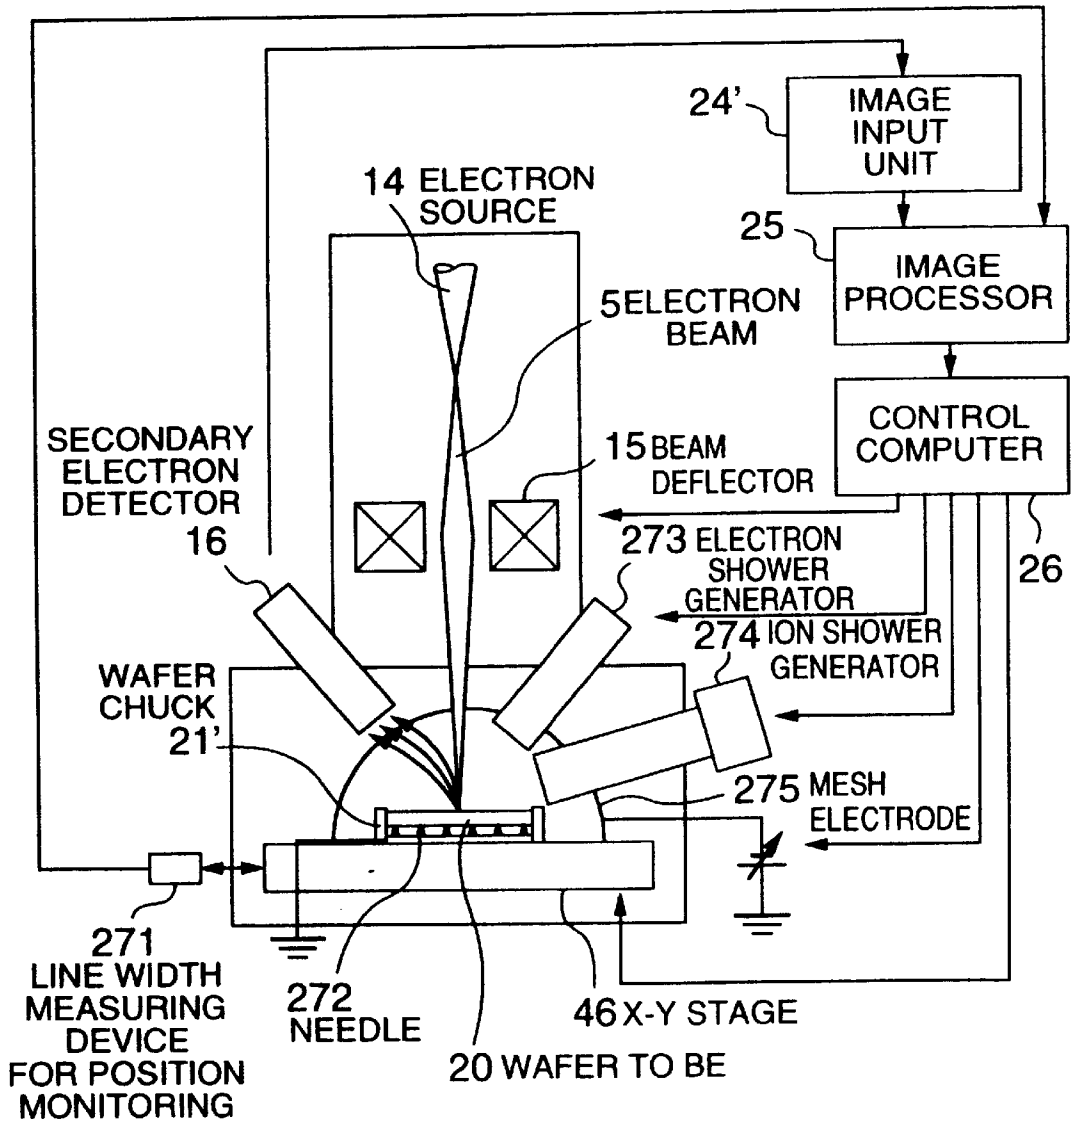 24'
IMAGE
INPUT
UNIT
14 ELECTRON
SOURCE
25
IMAGE
PROCESSOR
5 ELECTRON
BEAM
CONTROL
COMPUTER
SECONDARY
ELECTRON
DETECTOR
16
15 BEAM
DEFLECTOR
26
273 ELECTRON
SHOWER
GENERATOR
274 ION SHOWER
GENERATOR
WAFER
CHUCK
21'
275 MESH
ELECTRODE
271
LINE WIDTH
MEASURING
DEVICE
FOR POSITION
MONITORING
272
NEEDLE
46 X-Y STAGE
20 WAFER TO BE